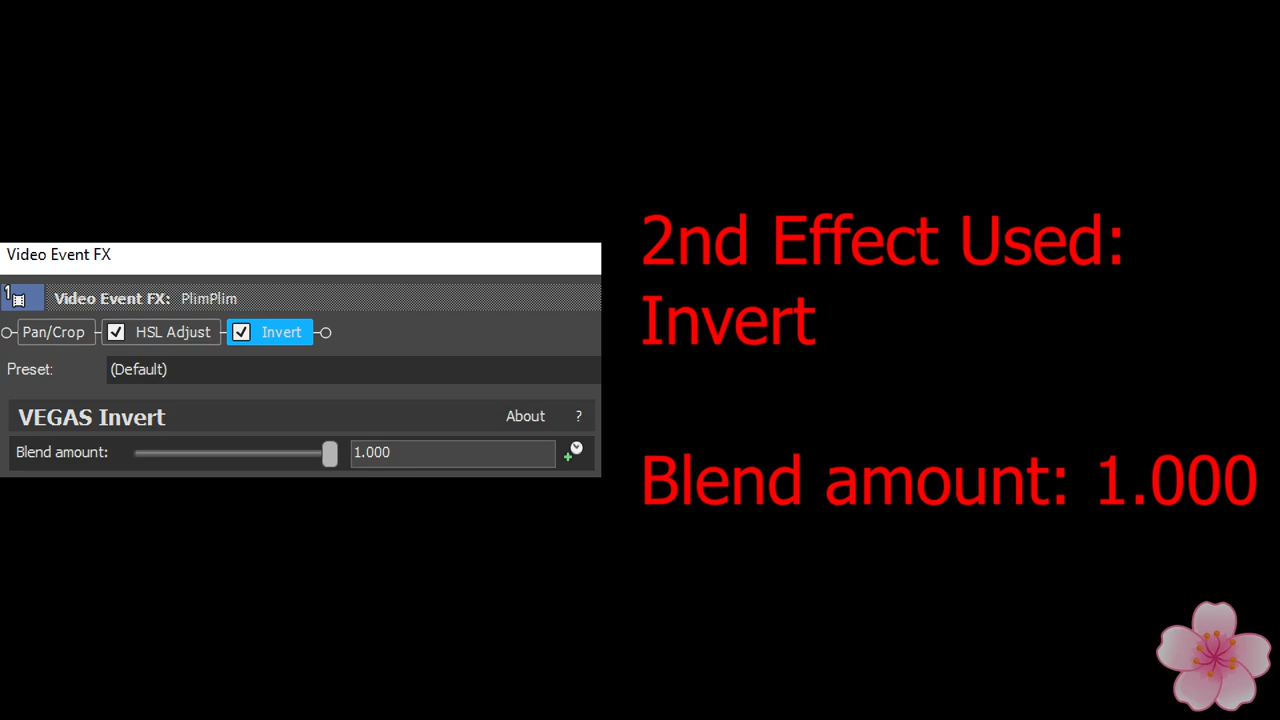 Video Event FX
1 Video Event FX: PlimPlim
Pan/Crop HSL Adjust Invert
Preset: (Default)
VEGAS Invert About ?
Blend amount: 1.000
2nd Effect Used:
Invert
Blend amount: 1.000